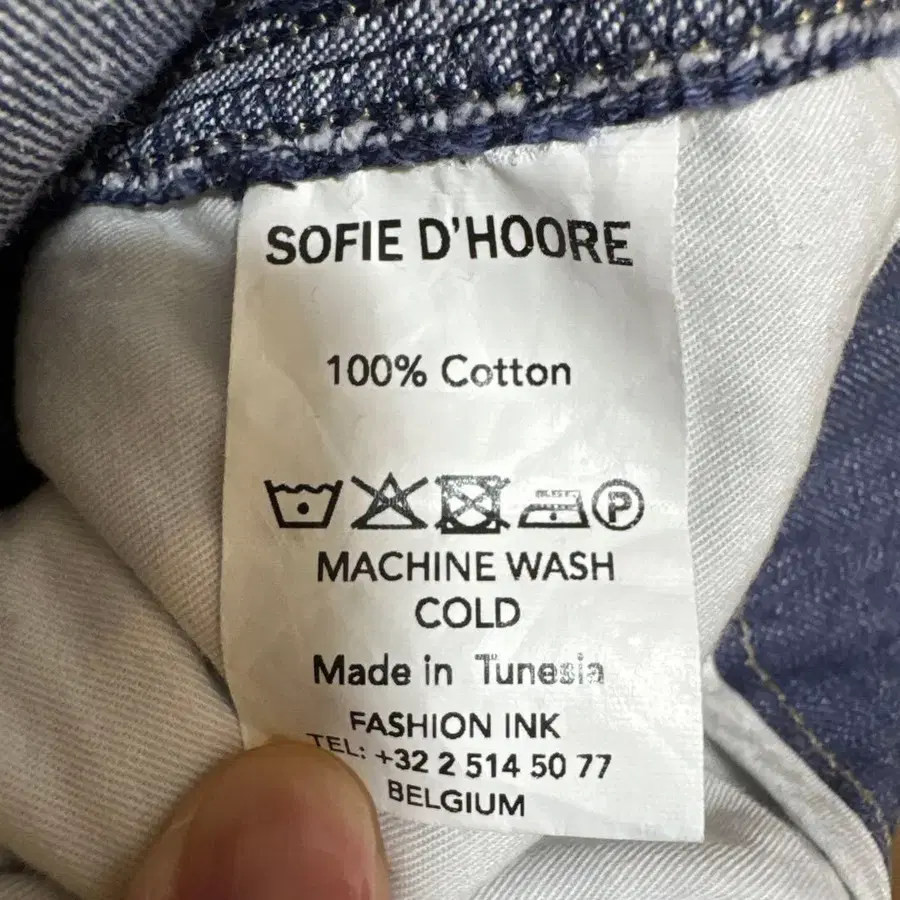 SOFIE D'HOORE
100% Cotton
P
MACHINE WASH
COLD
Made in Tunesia
FASHION INK
TEL: +32 2 514 50 77
BELGIUM